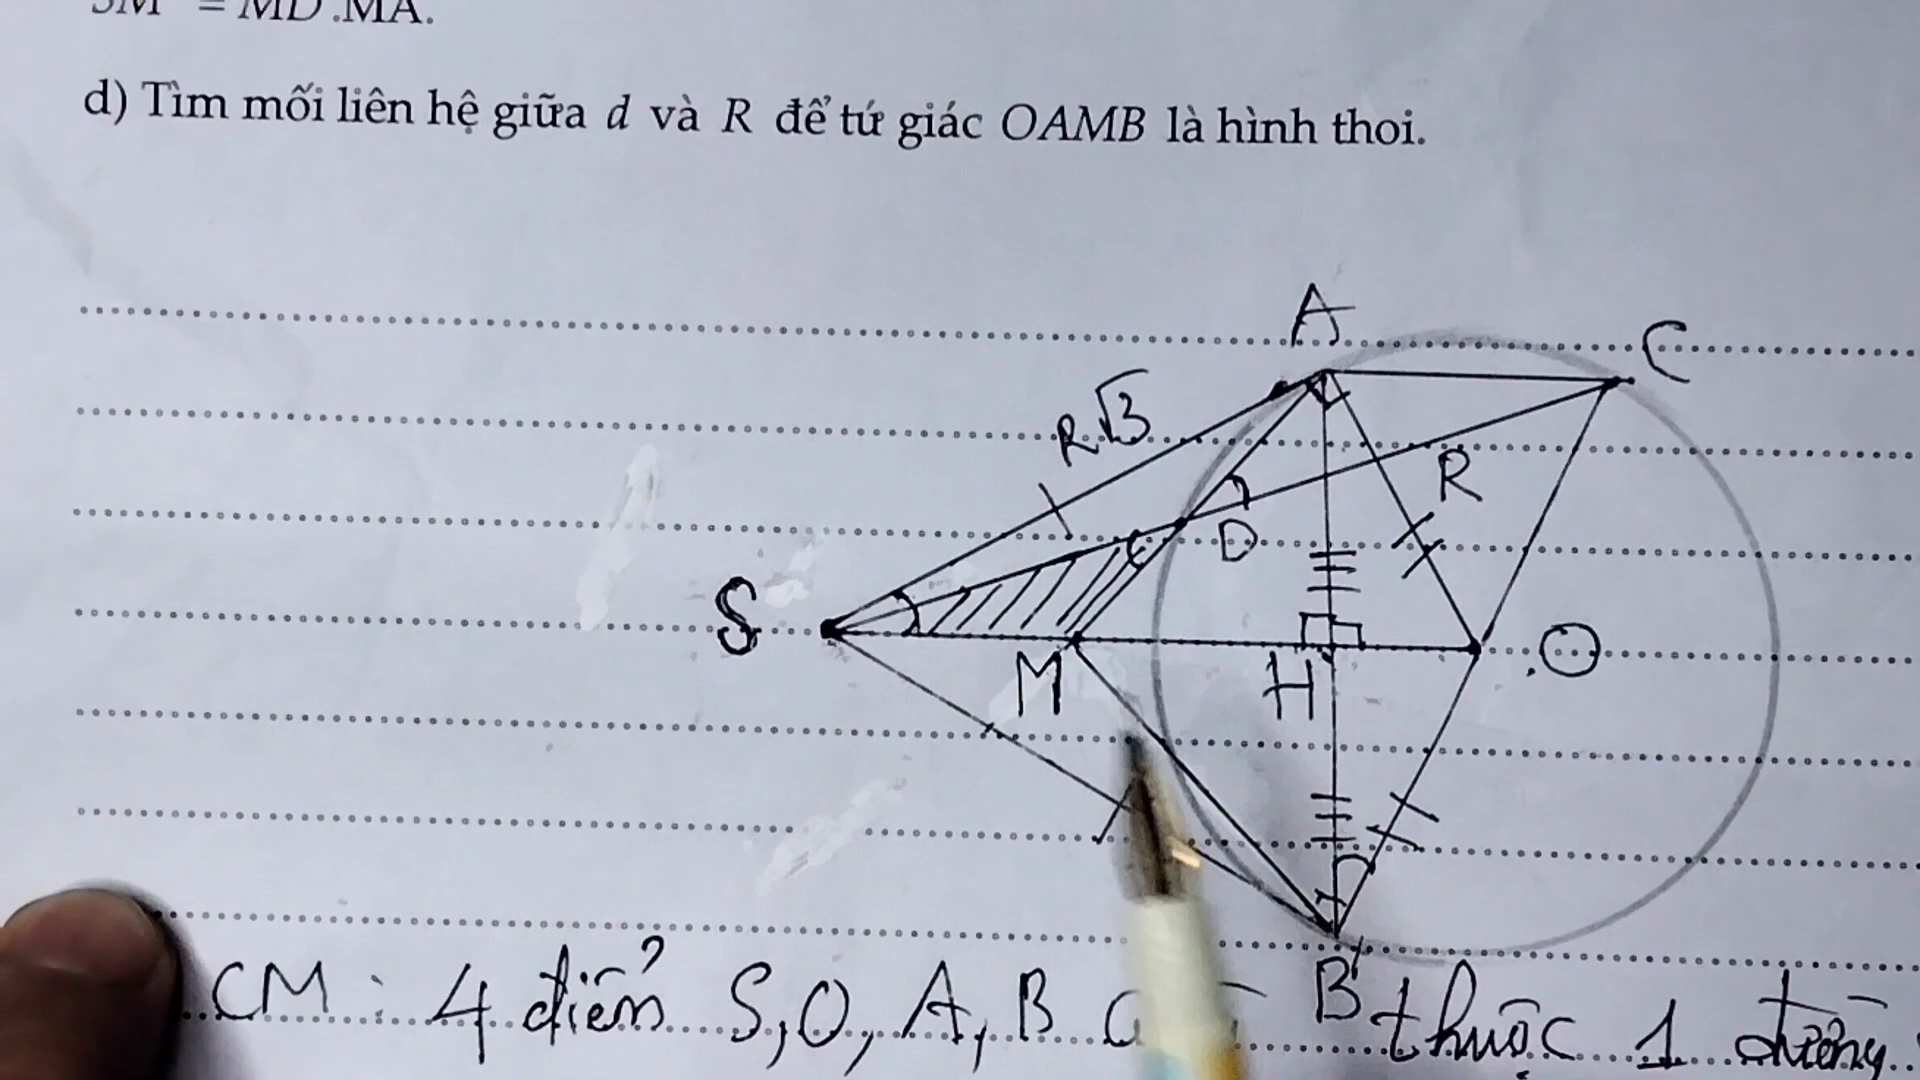 SM² = MD.MA.
d) Tìm mối liên hệ giữa d và R để tứ giác OAMB là hình thoi.
A
C
R√3
R
D
S
M
H
O
B
CM: 4 điểm S, O, A, B thuộc 1 đường